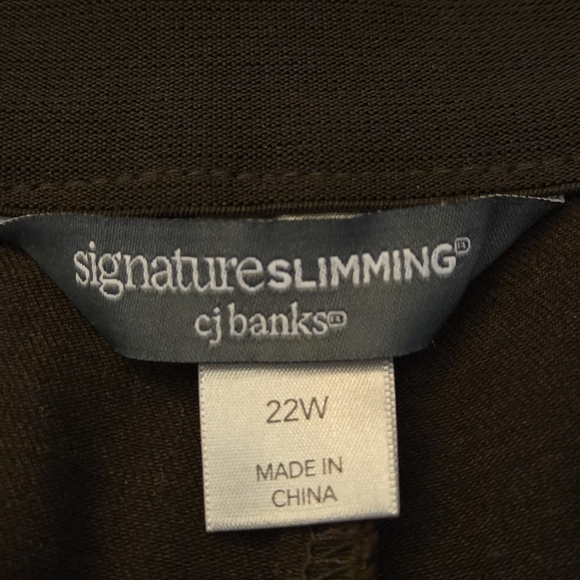 signatureSLIMMING®
cj banks®
22W
MADE IN
CHINA